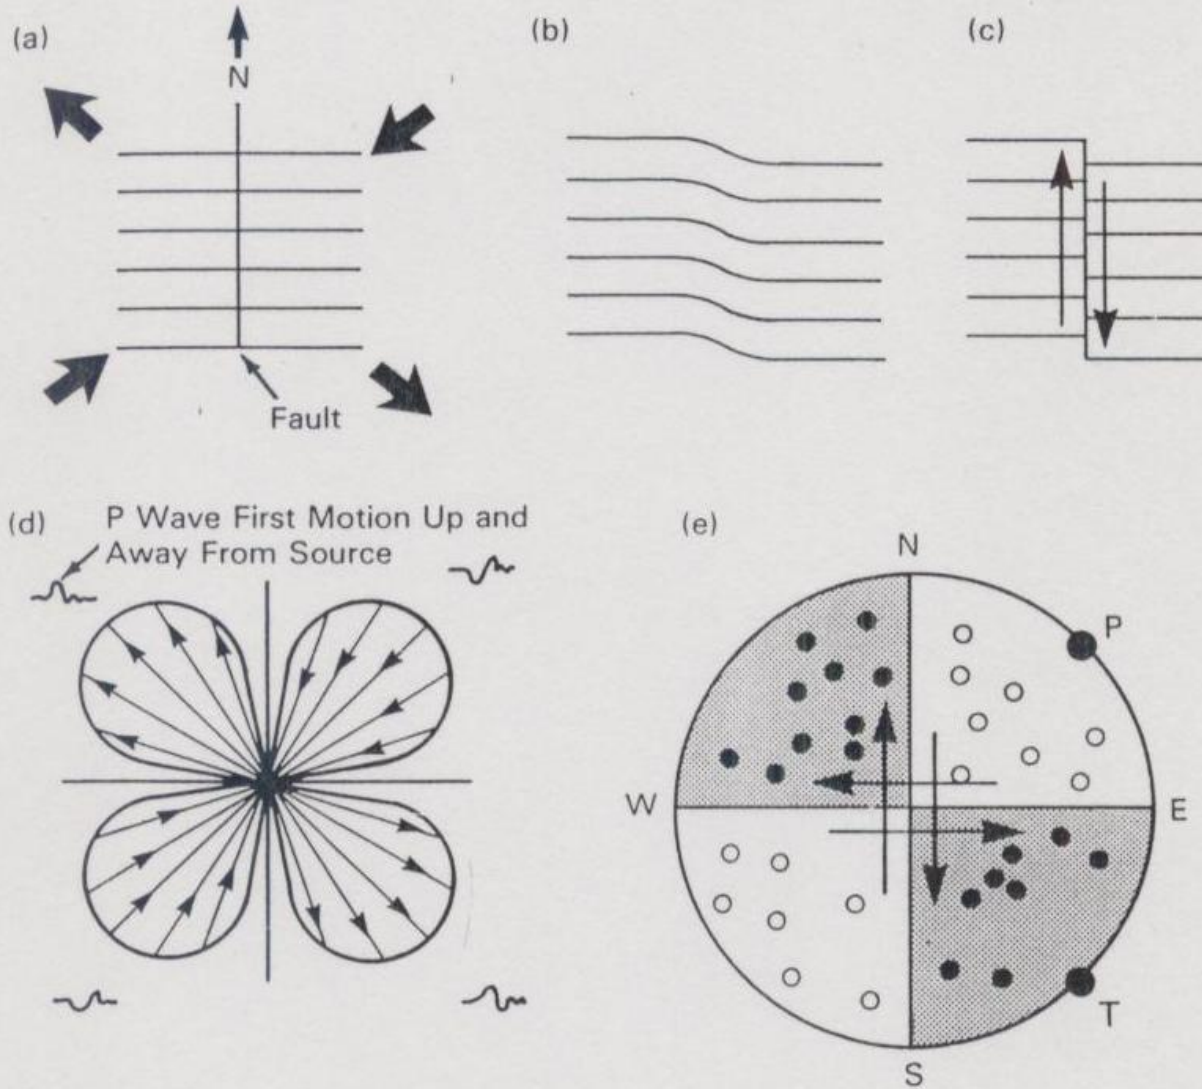 (a)
N
Fault
(b)
(c)
(d)
P Wave First Motion Up and
Away From Source
(e)
N
P
W
E
T
S